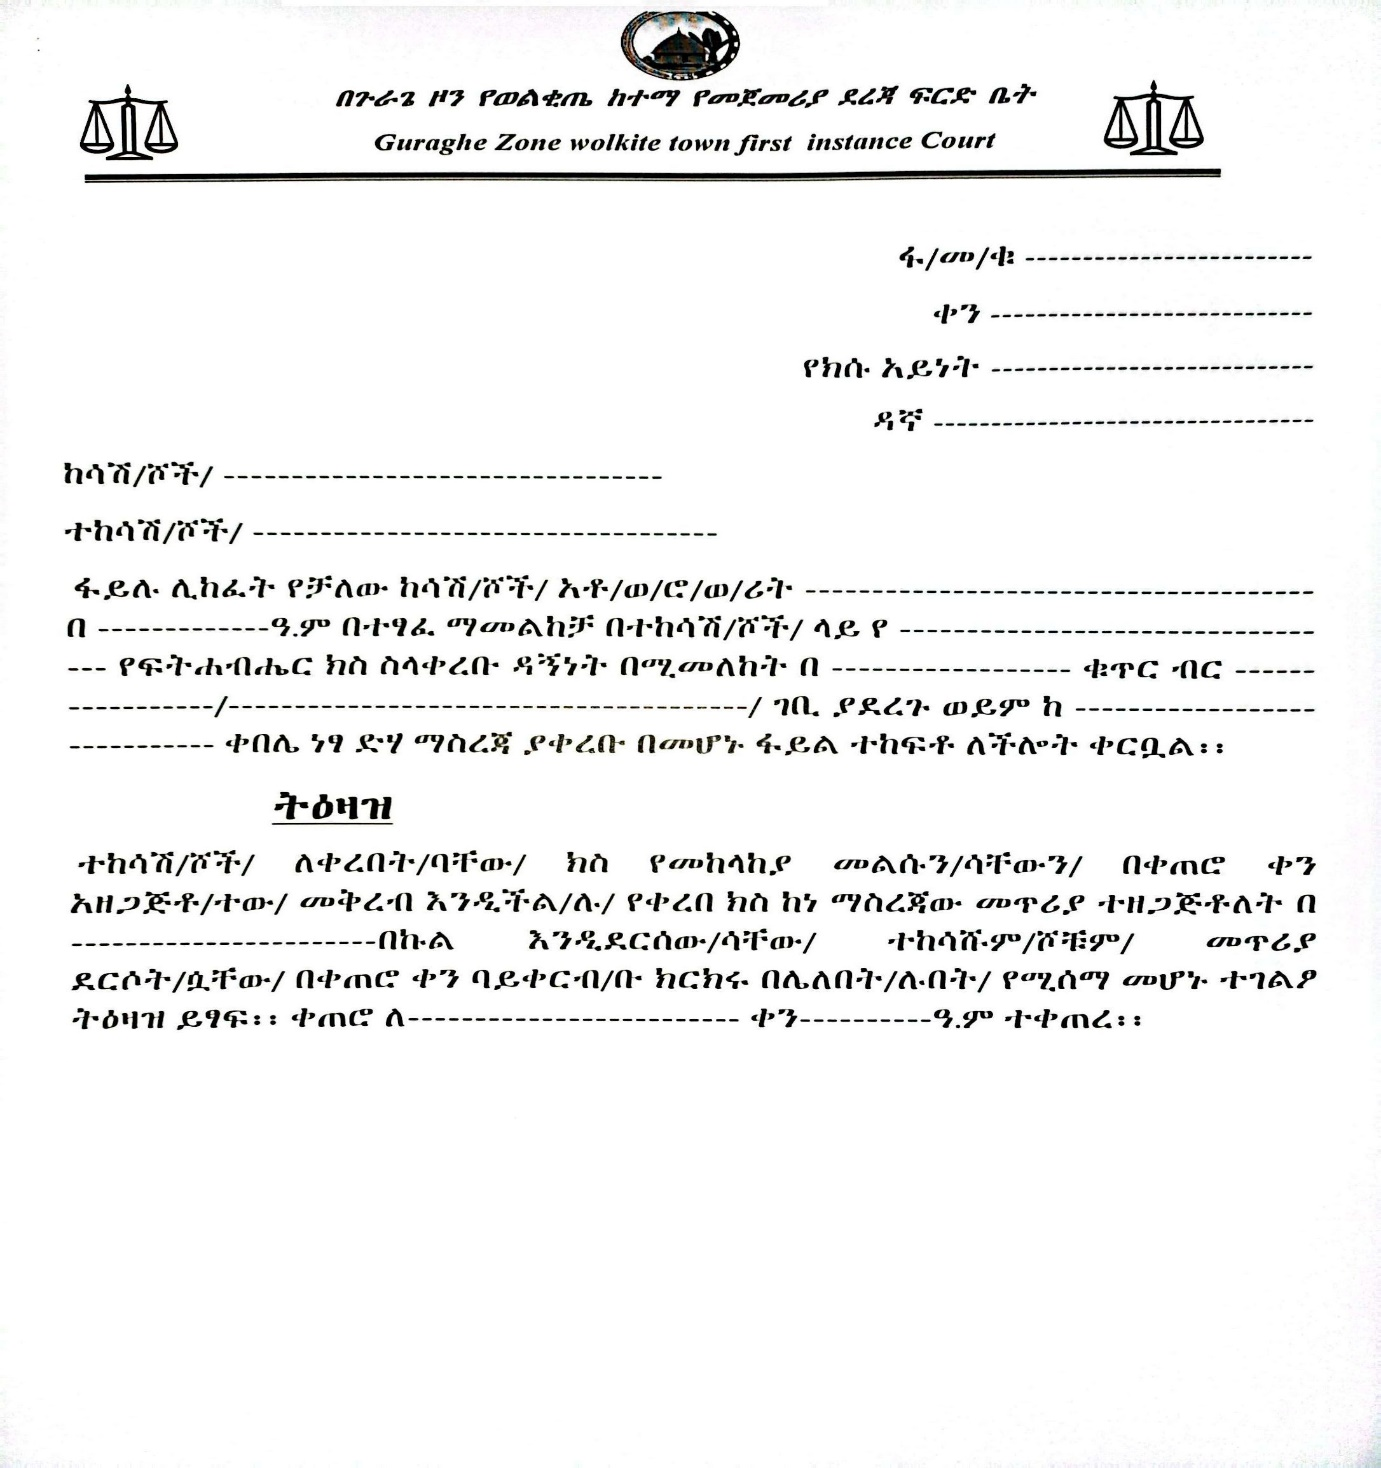 በጉራጌ ዞን የወልቂጤ ከተማ የመጀመሪያ ደረጃ ፍርድ ቤት
Guraghe Zone wolkite town first instance Court
ፋ/መ/ቁ -------------------------
ቀን ----------------------------
የክሱ አይነት ----------------------------
ዳኛ ---------------------------------
ከሳሽ/ሾች/ ---------------------------------
ተከሳሽ/ሾች/ -----------------------------------
ፋይሉ ሊከፈት የቻለው ከሳሽ/ሾች/ አቶ/ወ/ሮ/ወ/ሪት ---------------------------------------
በ -------------ዓ.ም በተፃፈ ማመልከቻ በተከሳሽ/ሾች/ ላይ የ --------------------------------
--- የፍትሐብሔር ክስ ስላቀረቡ ዳኝነት በሚመለከት በ ------------------ ቁጥር ብር ------
-----------/----------------------------------------/ ገቢ ያደረጉ ወይም ከ ------------------
----------- ቀበሌ ነፃ ድሃ ማስረጃ ያቀረቡ በመሆኑ ፋይል ተከፍቶ ለችሎት ቀርቧል፡፡
ትዕዛዝ
ተከሳሽ/ሾች/ ለቀረበት/ባቸው/ ክስ የመከላከያ መልሱን/ሳቸውን/ በቀጠሮ ቀን
አዘጋጅቶ/ተው/ መቅረብ እንዲችል/ሉ/ የቀረበ ክስ ከነ ማስረጃው መጥሪያ ተዘጋጅቶለት በ
-----------------------በኩል እንዲደርሰው/ሳቸው/ ተከሳሹም/ሾቹም/ መጥሪያ
ደርሶት/ሷቸው/ በቀጠሮ ቀን ባይቀርብ/ቡ ክርክሩ በሌለበት/ሉበት/ የሚሰማ መሆኑ ተገልፆ
ትዕዛዝ ይፃፍ፡፡ ቀጠሮ ለ------------------------- ቀን----------ዓ.ም ተቀጠረ፡፡